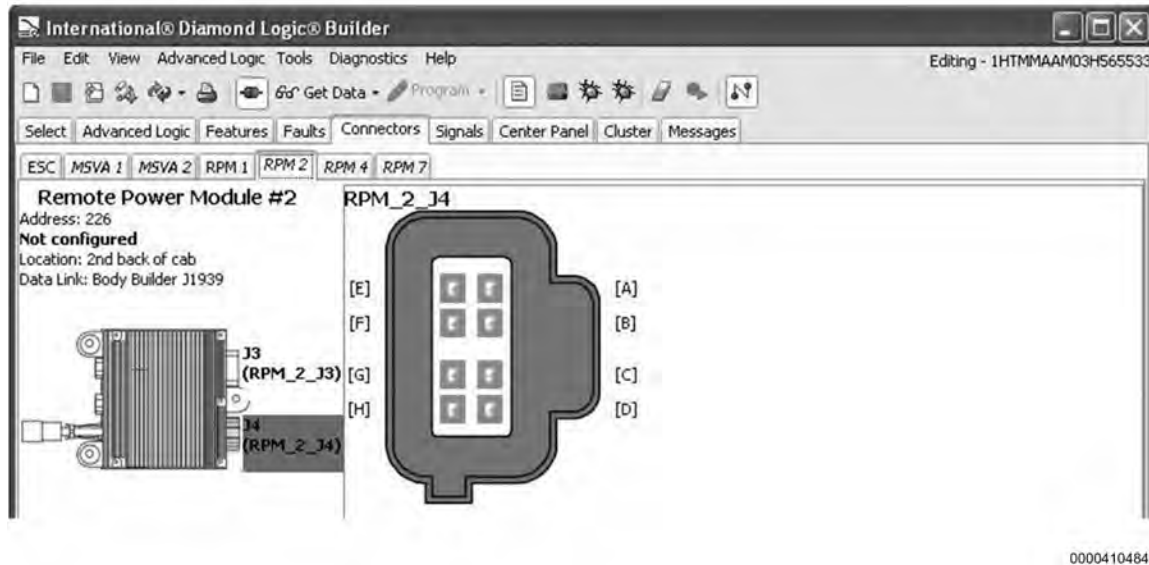 International® Diamond Logic® Builder
File Edit View Advanced Logic Tools Diagnostics Help
Editing - 1HTMMAAM03H565533
Get Data Program
Select Advanced Logic Features Faults Connectors Signals Center Panel Cluster Messages
ESC MSVA 1 MSVA 2 RPM 1 RPM 2 RPM 4 RPM 7
Remote Power Module #2
Address: 226
Not configured
Location: 2nd back of cab
Data Link: Body Builder J1939
J3
(RPM_2_J3)
J4
(RPM_2_J4)
RPM_2_J4
[E] [A]
[F] [B]
[G] [C]
[H] [D]
0000410484